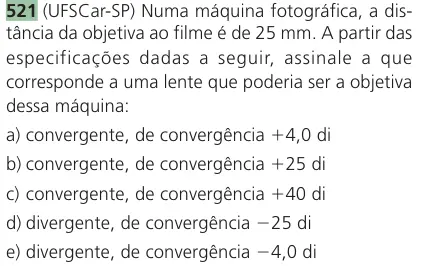 521 (UFSCar-SP) Numa máquina fotográfica, a dis-
tância da objetiva ao filme é de 25 mm. A partir das
especificações dadas a seguir, assinale a que
corresponde a uma lente que poderia ser a objetiva
dessa máquina:
a) convergente, de convergência +4,0 di
b) convergente, de convergência +25 di
c) convergente, de convergência +40 di
d) divergente, de convergência −25 di
e) divergente, de convergência −4,0 di